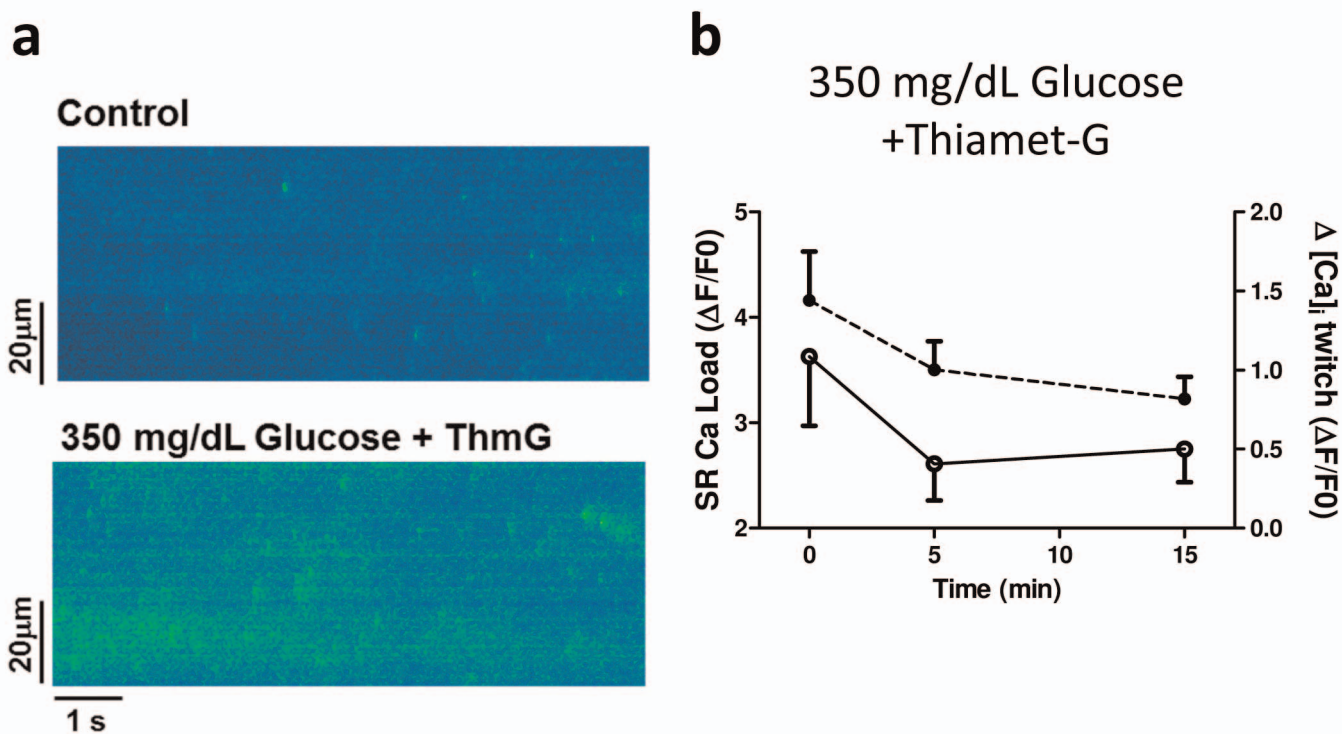 a
Control
20μm
350 mg/dL Glucose + ThmG
20μm
1 s
b
350 mg/dL Glucose
+Thiamet-G
SR Ca Load (ΔF/F0)
5
4
3
2
Δ [Ca]i twitch (ΔF/F0)
2.0
1.5
1.0
0.5
0.0
0 5 10 15
Time (min)